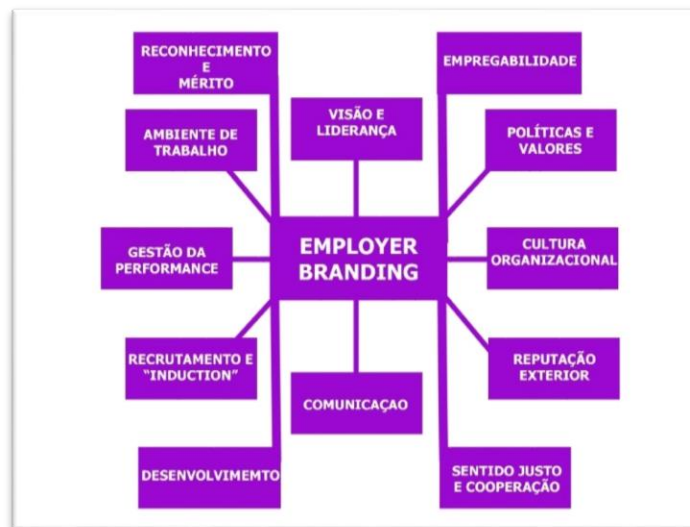 RECONHECIMENTO
E
MÉRITO
EMPREGABILIDADE
VISÃO E
LIDERANÇA
AMBIENTE DE
TRABALHO
POLÍTICAS E
VALORES
EMPLOYER
BRANDING
GESTÃO DA
PERFORMANCE
CULTURA
ORGANIZACIONAL
RECRUTAMENTO E
“INDUCTION”
REPUTAÇÃO
EXTERIOR
COMUNICAÇAO
DESENVOLVIMEMTO
SENTIDO JUSTO
E COOPERAÇÃO